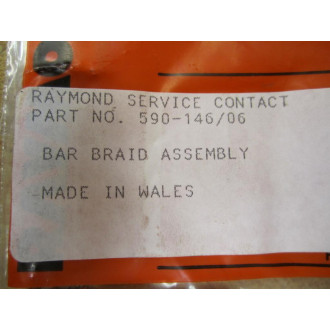 RAYMOND SERVICE CONTACT
PART NO. 590-146/06
BAR BRAID ASSEMBLY
MADE IN WALES